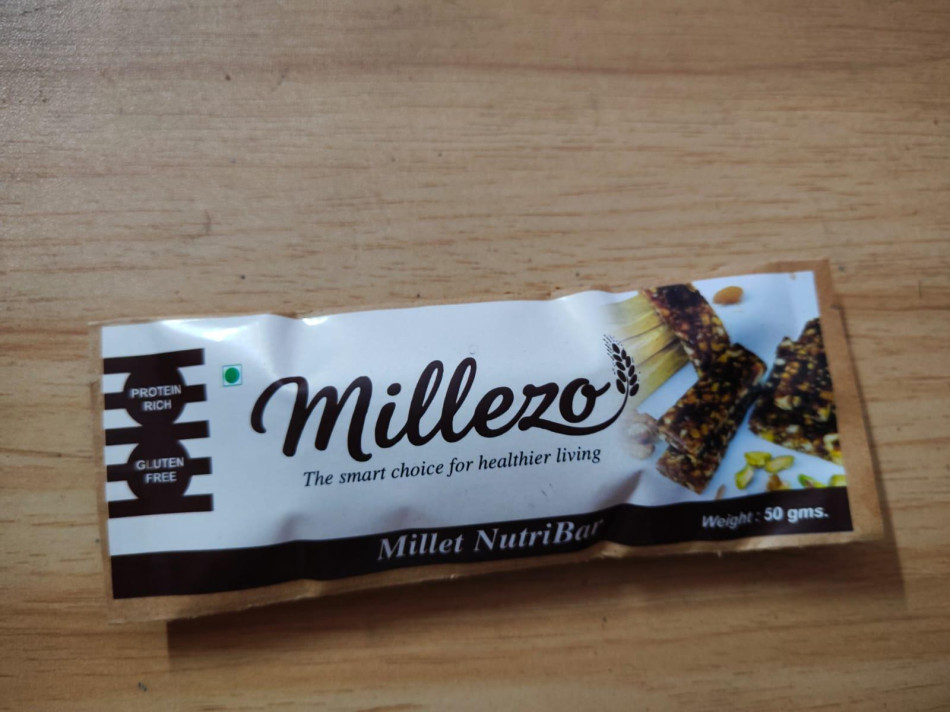 PROTEIN
RICH
GLUTEN
FREE
Millezo
The smart choice for healthier living
Millet NutriBar
Weight : 50 gms.